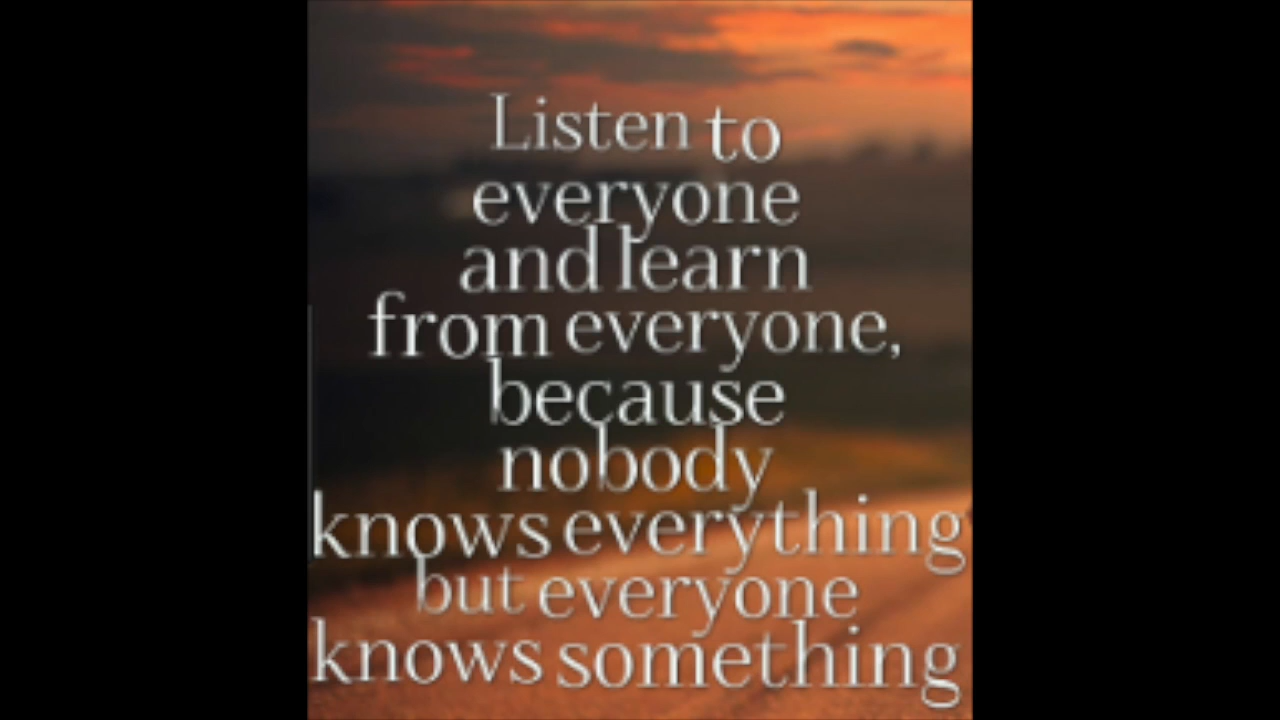 Listen to
everyone
and learn
from everyone,
because
nobody
knows everything
but everyone
knows something